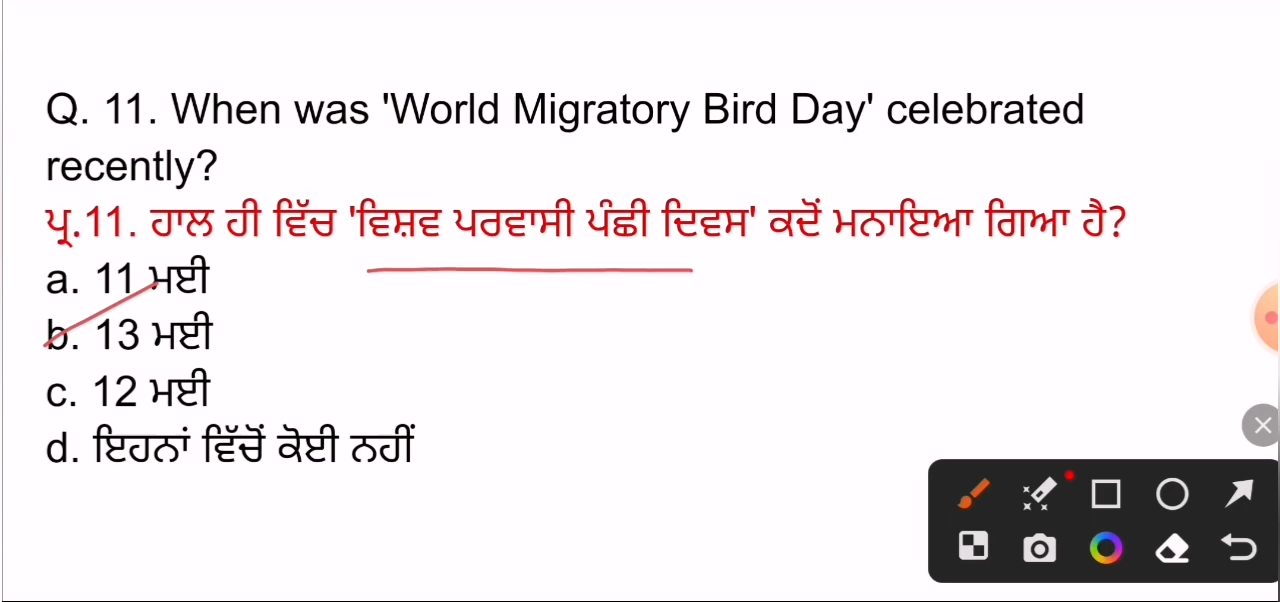 Q. 11. When was 'World Migratory Bird Day' celebrated
recently?
ਪ੍ਰ.11. ਹਾਲ ਹੀ ਵਿੱਚ 'ਵਿਸ਼ਵ ਪਰਵਾਸੀ ਪੰਛੀ ਦਿਵਸ' ਕਦੋਂ ਮਨਾਇਆ ਗਿਆ ਹੈ?
a. 11 ਮਈ
b. 13 ਮਈ
c. 12 ਮਈ
d. ਇਹਨਾਂ ਵਿੱਚੋਂ ਕੋਈ ਨਹੀਂ